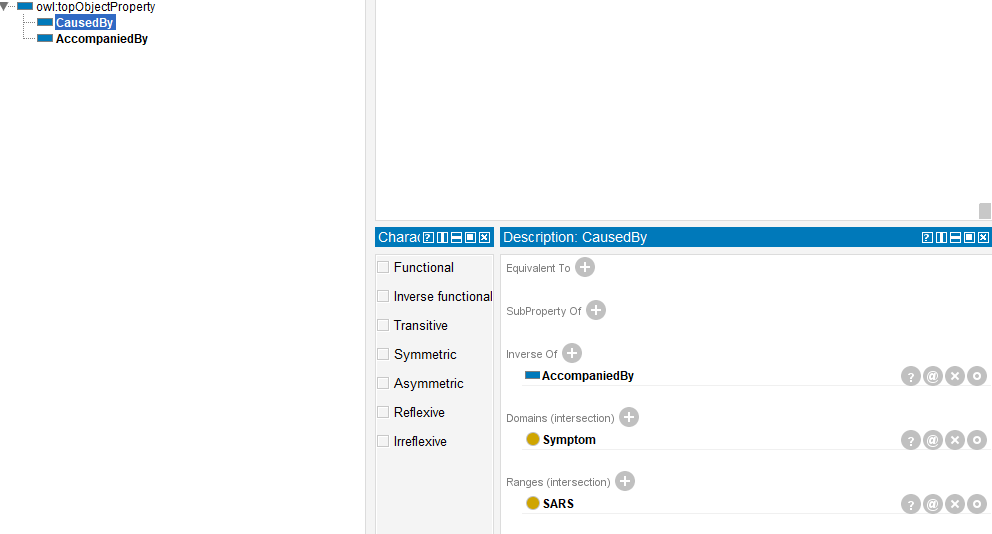 owl:topObjectProperty
CausedBy
AccompaniedBy
Charac
Description: CausedBy
Functional
Inverse functional
Transitive
Symmetric
Asymmetric
Reflexive
Irreflexive
Equivalent To
SubProperty Of
Inverse Of
AccompaniedBy
Domains (intersection)
Symptom
Ranges (intersection)
SARS